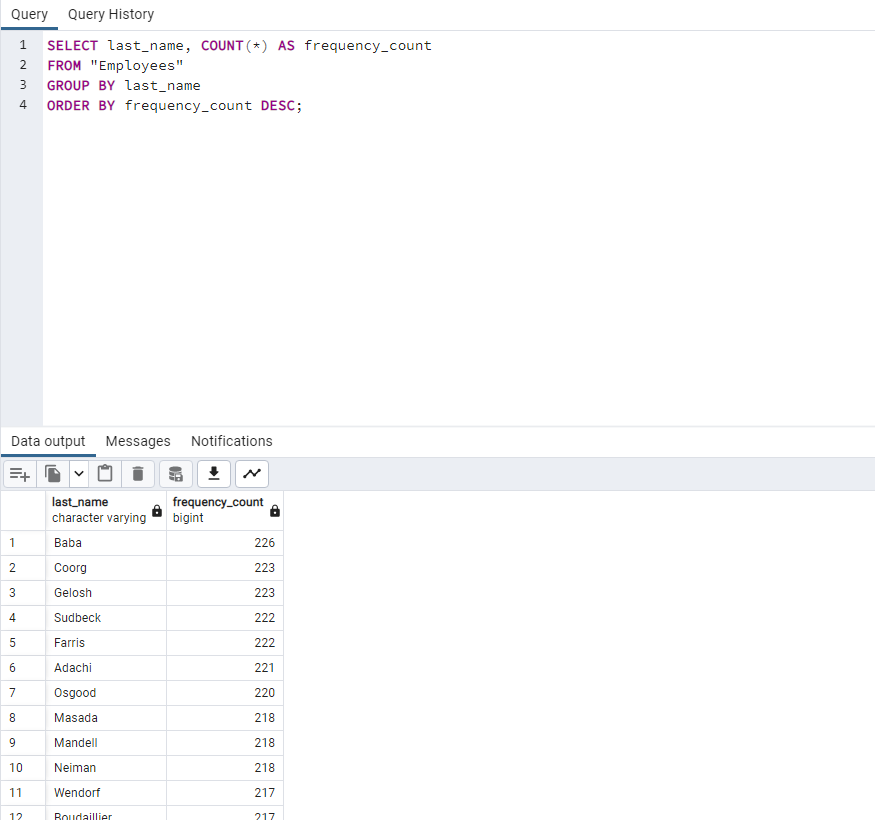 Query Query History
1 SELECT last_name, COUNT(*) AS frequency_count
2 FROM "Employees"
3 GROUP BY last_name
4 ORDER BY frequency_count DESC;
Data output Messages Notifications
last_name frequency_count
character varying bigint
1 Baba 226
2 Coorg 223
3 Gelosh 223
4 Sudbeck 222
5 Farris 222
6 Adachi 221
7 Osgood 220
8 Masada 218
9 Mandell 218
10 Neiman 218
11 Wendorf 217
12 Boudaillier 217